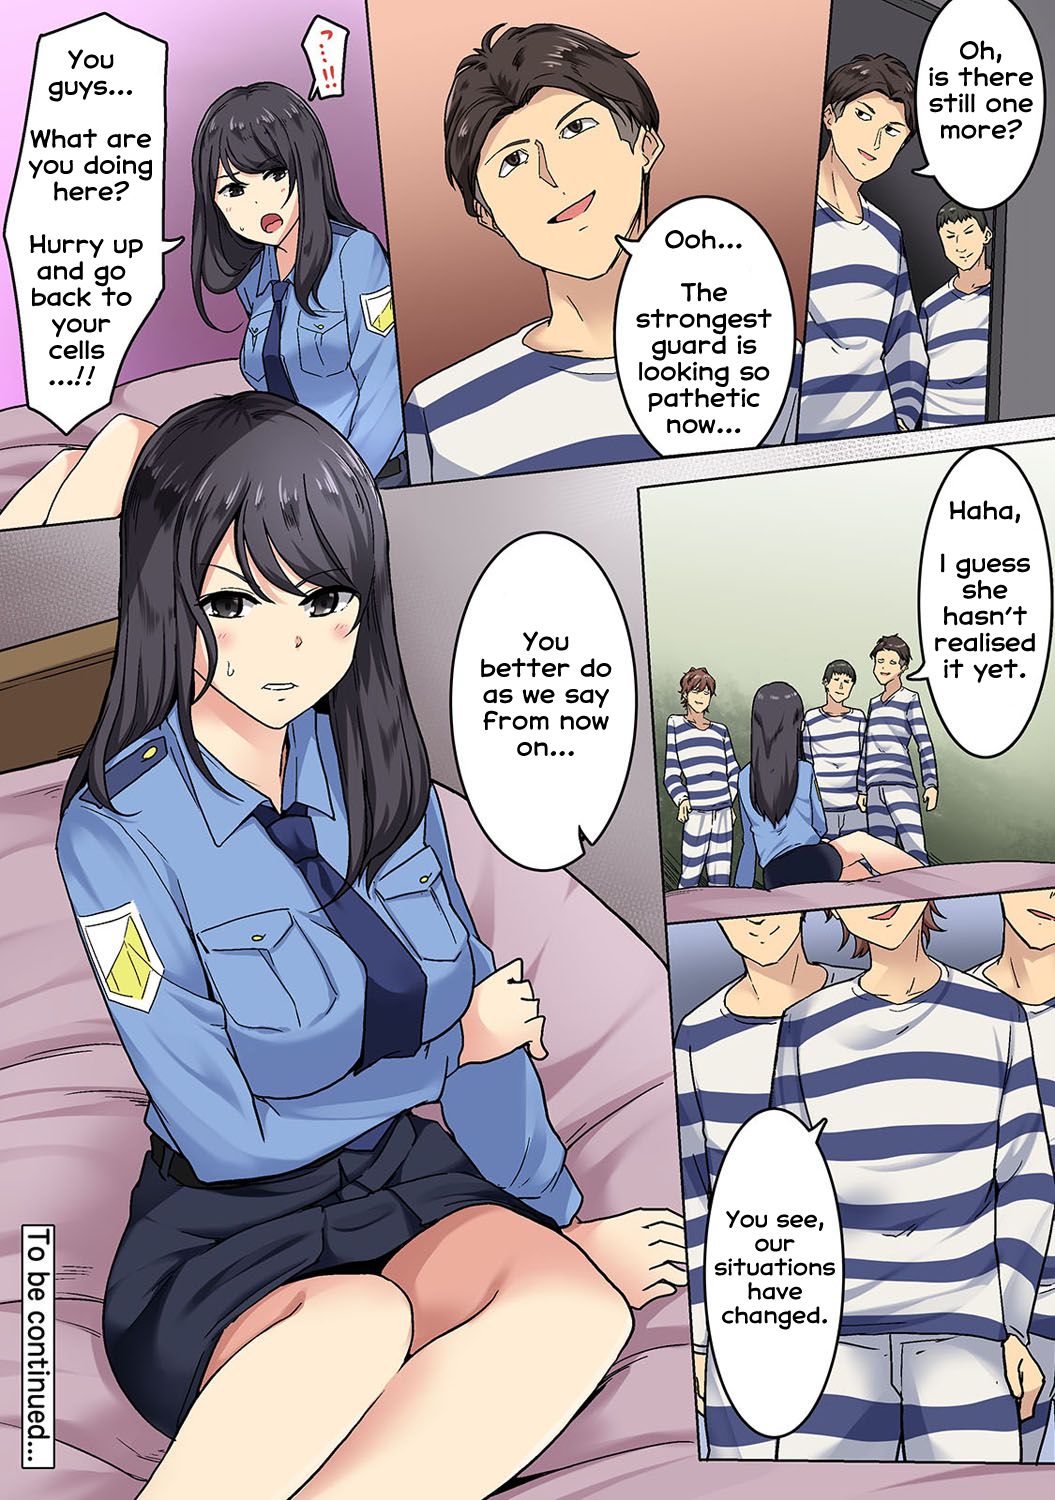 Oh,
is there
still one
more?
Ooh...
The
strongest
guard is
looking so
pathetic
now...
?...!!
You
guys...
What are
you doing
here?
Hurry up
and go
back to
your
cells
...!!
Haha,
I guess
she
hasn't
realised
it yet.
You
better do
as we say
from now
on...
You see,
our
situations
have
changed.
To be continued...